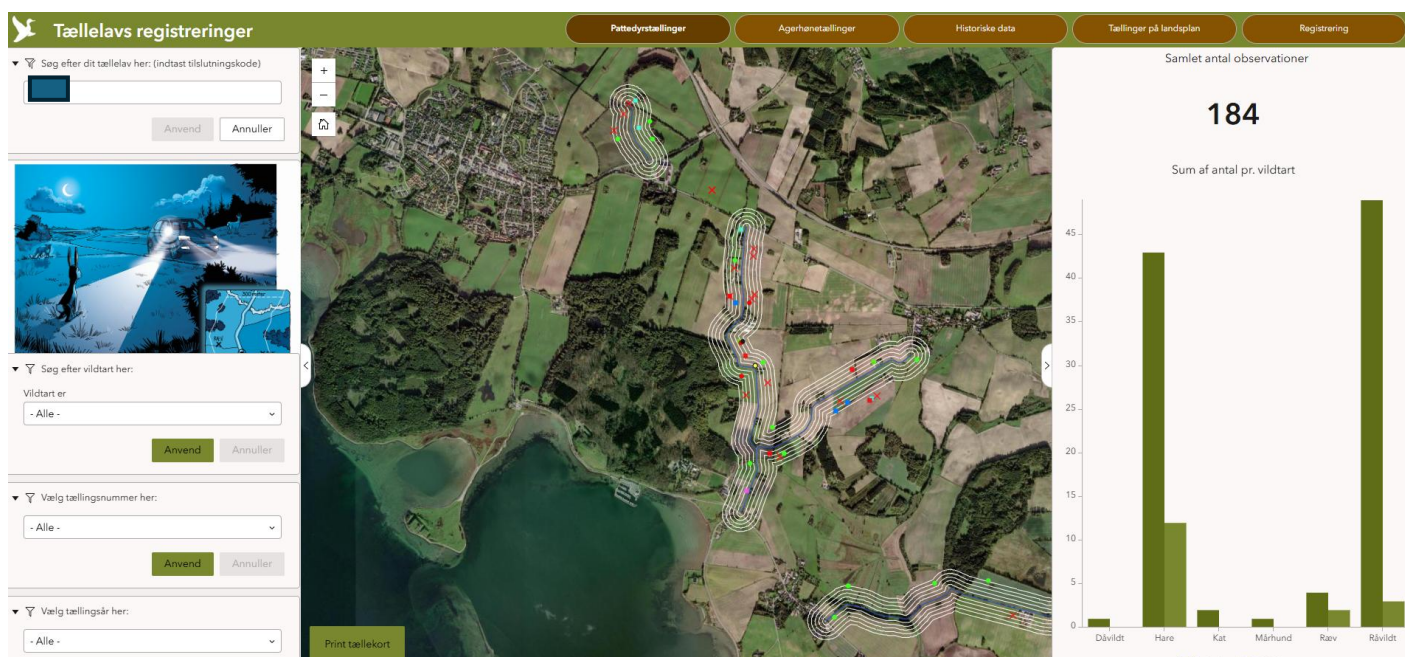 Tællelavs registreringer
Pattedyrstællinger
Agerhønetællinger
Historiske data
Tællinger på landsplan
Registrering
Søg efter dit tællelav her: (indtast tilslutningskode)
Anvend
Annuller
300 meter
Søg efter vildtart her:
Vildtart er
- Alle -
Anvend
Annuller
Vælg tællingsnummer her:
- Alle -
Anvend
Annuller
Vælg tællingsår her:
- Alle -
+
−
Print tællekort
Samlet antal observationer
184
Sum af antal pr. vildtart
45
40
35
30
25
20
15
10
5
0
Dåvildt
Hare
Kat
Mårhund
Ræv
Råvildt